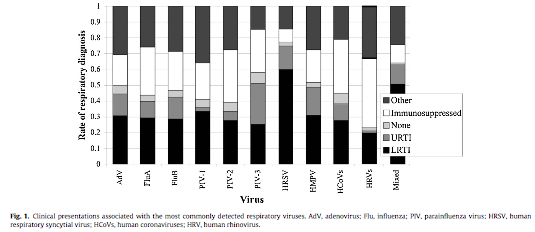 1
0.9
0.8
0.7
0.6
0.5
0.4
0.3
0.2
0.1
0
Rate of respiratory diagnosis
Other
Immunosuppressed
None
URTI
LRTI
AdV
FluA
FluB
PIV-1
PIV-2
PIV-3
HRSV
HMPV
HCoVs
HRVs
Mixed
Virus
Fig. 1. Clinical presentations associated with the most commonly detected respiratory viruses. AdV, adenovirus; Flu, influenza; PIV, parainfluenza virus; HRSV, human
respiratory syncytial virus; HCoVs, human coronaviruses; HRV, human rhinovirus.